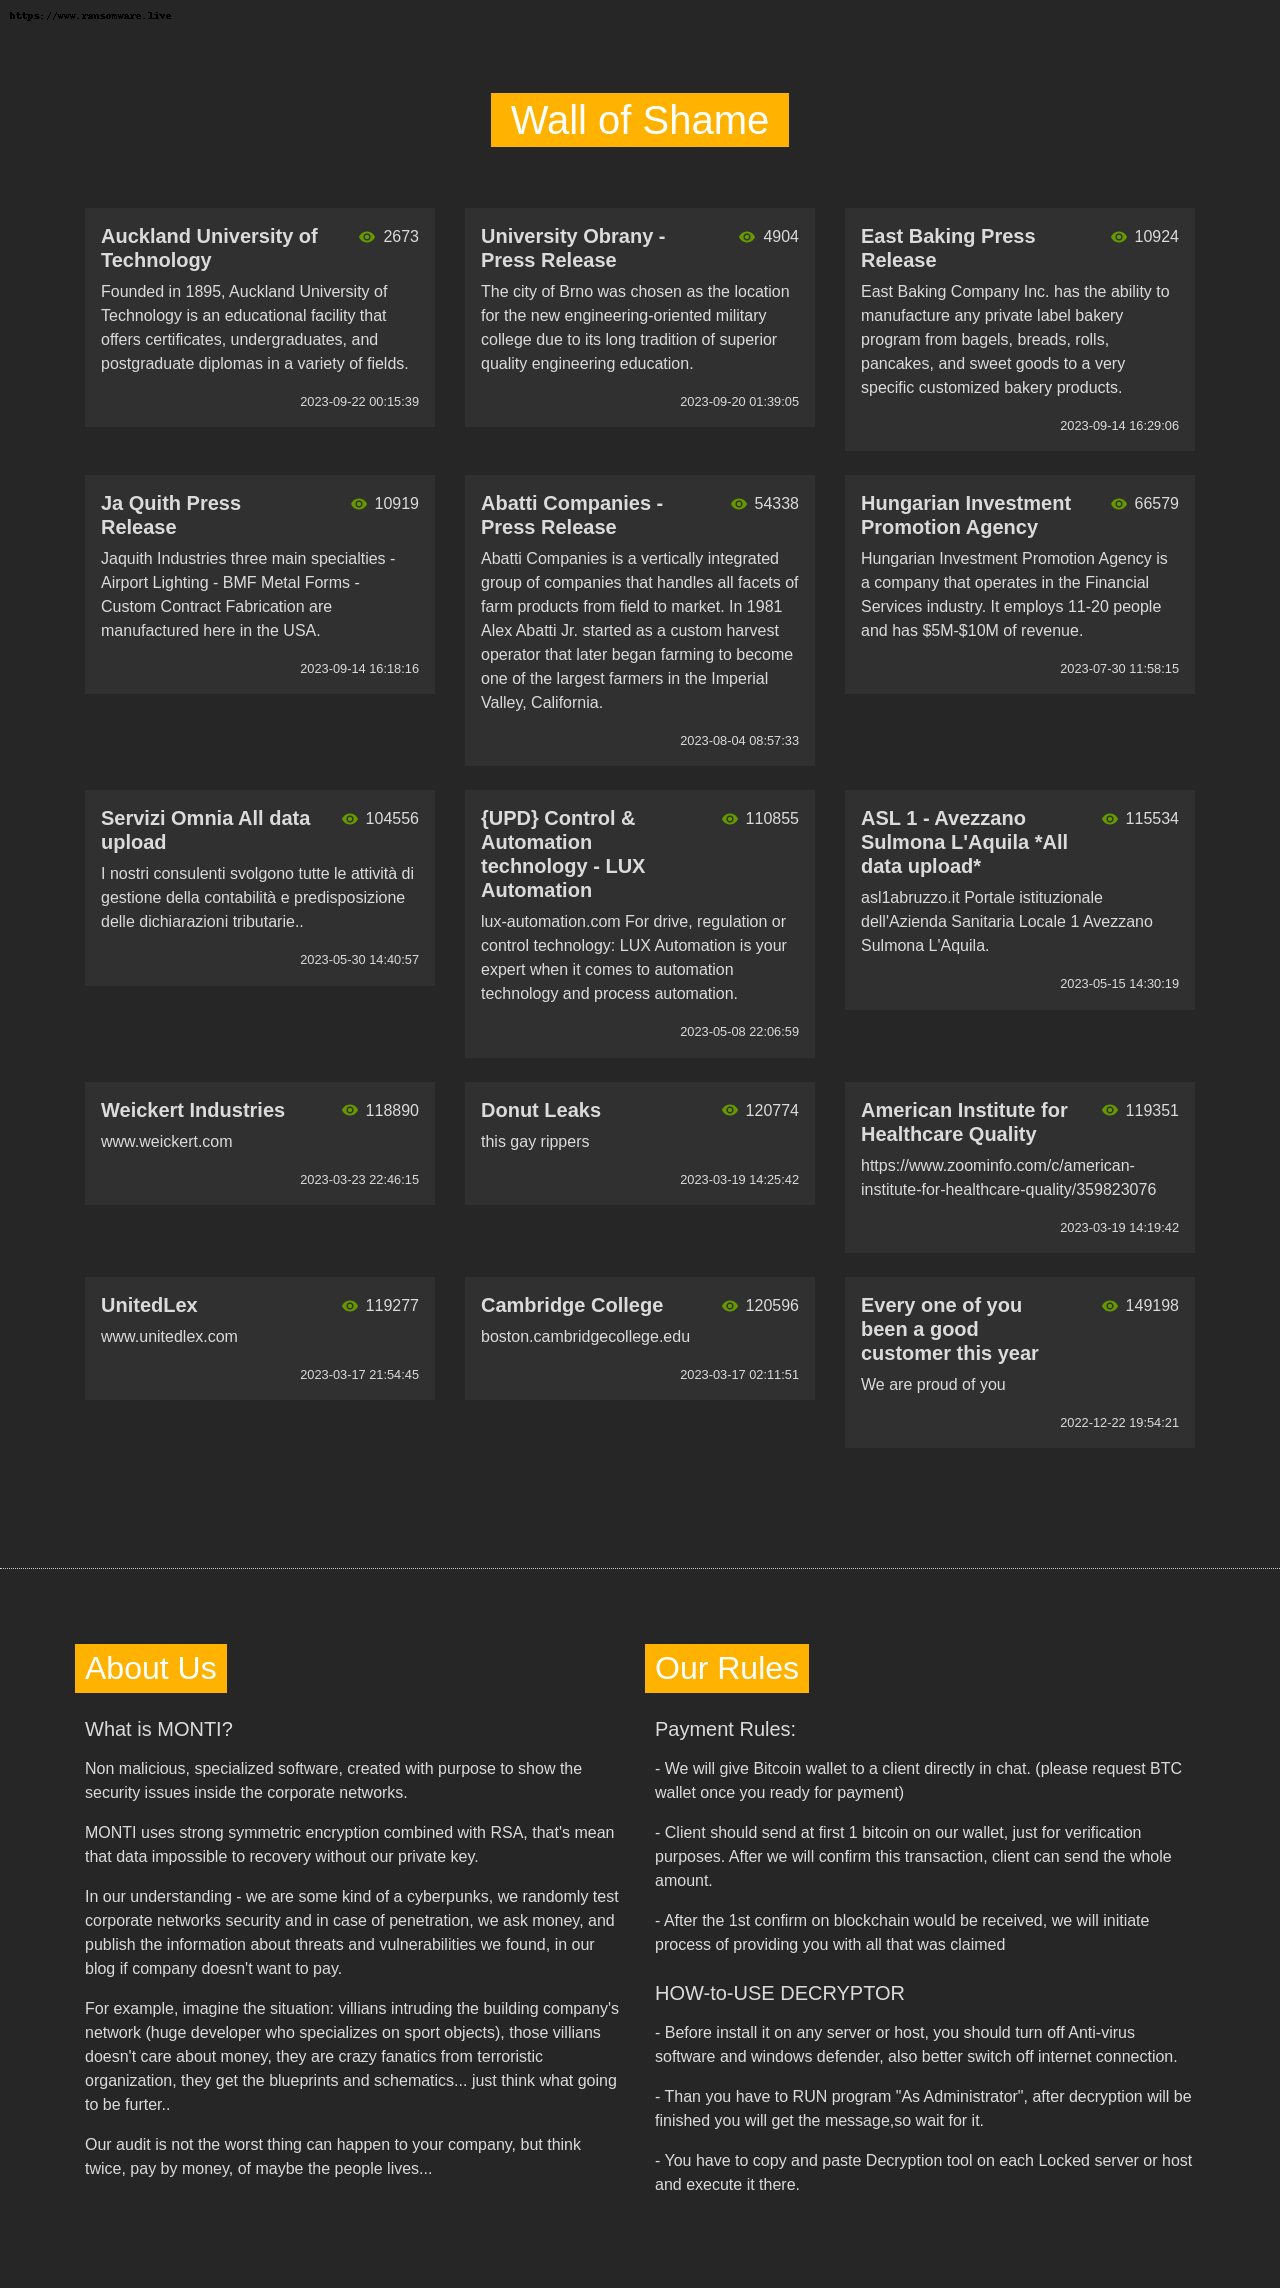 https://www.ransomware.live
Wall of Shame
Auckland University of
Technology
2673
Founded in 1895, Auckland University of
Technology is an educational facility that
offers certificates, undergraduates, and
postgraduate diplomas in a variety of fields.
2023-09-22 00:15:39
University Obrany -
Press Release
4904
The city of Brno was chosen as the location
for the new engineering-oriented military
college due to its long tradition of superior
quality engineering education.
2023-09-20 01:39:05
East Baking Press
Release
10924
East Baking Company Inc. has the ability to
manufacture any private label bakery
program from bagels, breads, rolls,
pancakes, and sweet goods to a very
specific customized bakery products.
2023-09-14 16:29:06
Ja Quith Press
Release
10919
Jaquith Industries three main specialties -
Airport Lighting - BMF Metal Forms -
Custom Contract Fabrication are
manufactured here in the USA.
2023-09-14 16:18:16
Abatti Companies -
Press Release
54338
Abatti Companies is a vertically integrated
group of companies that handles all facets of
farm products from field to market. In 1981
Alex Abatti Jr. started as a custom harvest
operator that later began farming to become
one of the largest farmers in the Imperial
Valley, California.
2023-08-04 08:57:33
Hungarian Investment
Promotion Agency
66579
Hungarian Investment Promotion Agency is
a company that operates in the Financial
Services industry. It employs 11-20 people
and has $5M-$10M of revenue.
2023-07-30 11:58:15
Servizi Omnia All data
upload
104556
I nostri consulenti svolgono tutte le attività di
gestione della contabilità e predisposizione
delle dichiarazioni tributarie..
2023-05-30 14:40:57
{UPD} Control &
Automation
technology - LUX
Automation
110855
lux-automation.com For drive, regulation or
control technology: LUX Automation is your
expert when it comes to automation
technology and process automation.
2023-05-08 22:06:59
ASL 1 - Avezzano
Sulmona L'Aquila *All
data upload*
115534
asl1abruzzo.it Portale istituzionale
dell'Azienda Sanitaria Locale 1 Avezzano
Sulmona L'Aquila.
2023-05-15 14:30:19
Weickert Industries
118890
www.weickert.com
2023-03-23 22:46:15
Donut Leaks
120774
this gay rippers
2023-03-19 14:25:42
American Institute for
Healthcare Quality
119351
https://www.zoominfo.com/c/american-
institute-for-healthcare-quality/359823076
2023-03-19 14:19:42
UnitedLex
119277
www.unitedlex.com
2023-03-17 21:54:45
Cambridge College
120596
boston.cambridgecollege.edu
2023-03-17 02:11:51
Every one of you
been a good
customer this year
149198
We are proud of you
2022-12-22 19:54:21
About Us
What is MONTI?
Non malicious, specialized software, created with purpose to show the
security issues inside the corporate networks.
MONTI uses strong symmetric encryption combined with RSA, that's mean
that data impossible to recovery without our private key.
In our understanding - we are some kind of a cyberpunks, we randomly test
corporate networks security and in case of penetration, we ask money, and
publish the information about threats and vulnerabilities we found, in our
blog if company doesn't want to pay.
For example, imagine the situation: villians intruding the building company's
network (huge developer who specializes on sport objects), those villians
doesn't care about money, they are crazy fanatics from terroristic
organization, they get the blueprints and schematics... just think what going
to be furter..
Our audit is not the worst thing can happen to your company, but think
twice, pay by money, of maybe the people lives...
Our Rules
Payment Rules:
- We will give Bitcoin wallet to a client directly in chat. (please request BTC
wallet once you ready for payment)
- Client should send at first 1 bitcoin on our wallet, just for verification
purposes. After we will confirm this transaction, client can send the whole
amount.
- After the 1st confirm on blockchain would be received, we will initiate
process of providing you with all that was claimed
HOW-to-USE DECRYPTOR
- Before install it on any server or host, you should turn off Anti-virus
software and windows defender, also better switch off internet connection.
- Than you have to RUN program "As Administrator", after decryption will be
finished you will get the message,so wait for it.
- You have to copy and paste Decryption tool on each Locked server or host
and execute it there.